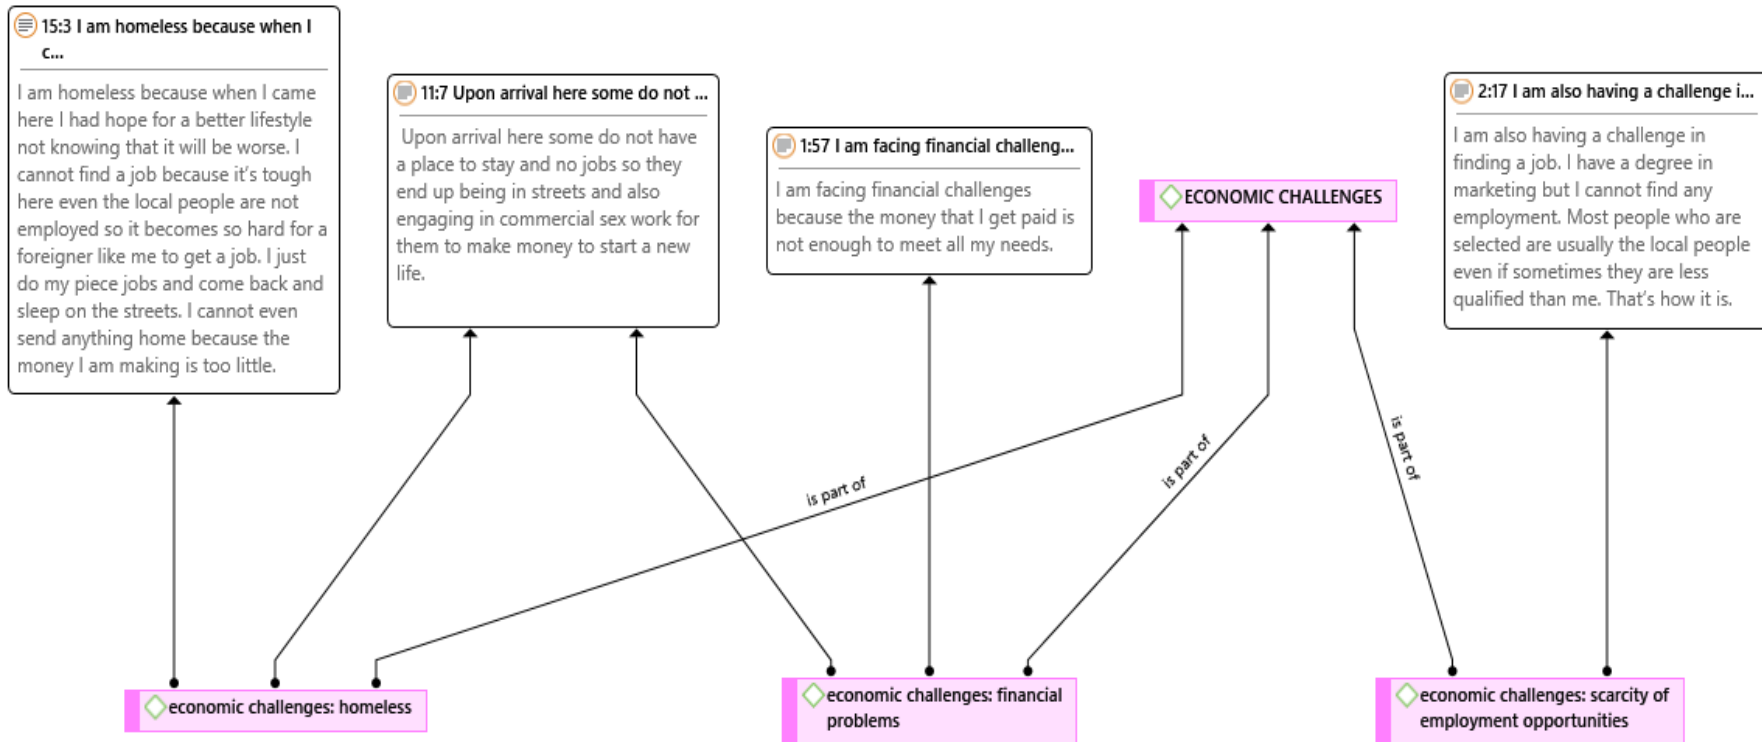 15:3 I am homeless because when I
c...
I am homeless because when I came
here I had hope for a better lifestyle
not knowing that it will be worse. I
cannot find a job because it's tough
here even the local people are not
employed so it becomes so hard for a
foreigner like me to get a job. I just
do my piece jobs and come back and
sleep on the streets. I cannot even
send anything home because the
money I am making is too little.
11:7 Upon arrival here some do not ...
Upon arrival here some do not have
a place to stay and no jobs so they
end up being in streets and also
engaging in commercial sex work for
them to make money to start a new
life.
1:57 I am facing financial challeng...
I am facing financial challenges
because the money that I get paid is
not enough to meet all my needs.
ECONOMIC CHALLENGES
2:17 I am also having a challenge i...
I am also having a challenge in
finding a job. I have a degree in
marketing but I cannot find any
employment. Most people who are
selected are usually the local people
even if sometimes they are less
qualified than me. That's how it is.
is part of
is part of
is part of
economic challenges: homeless
economic challenges: financial
problems
economic challenges: scarcity of
employment opportunities